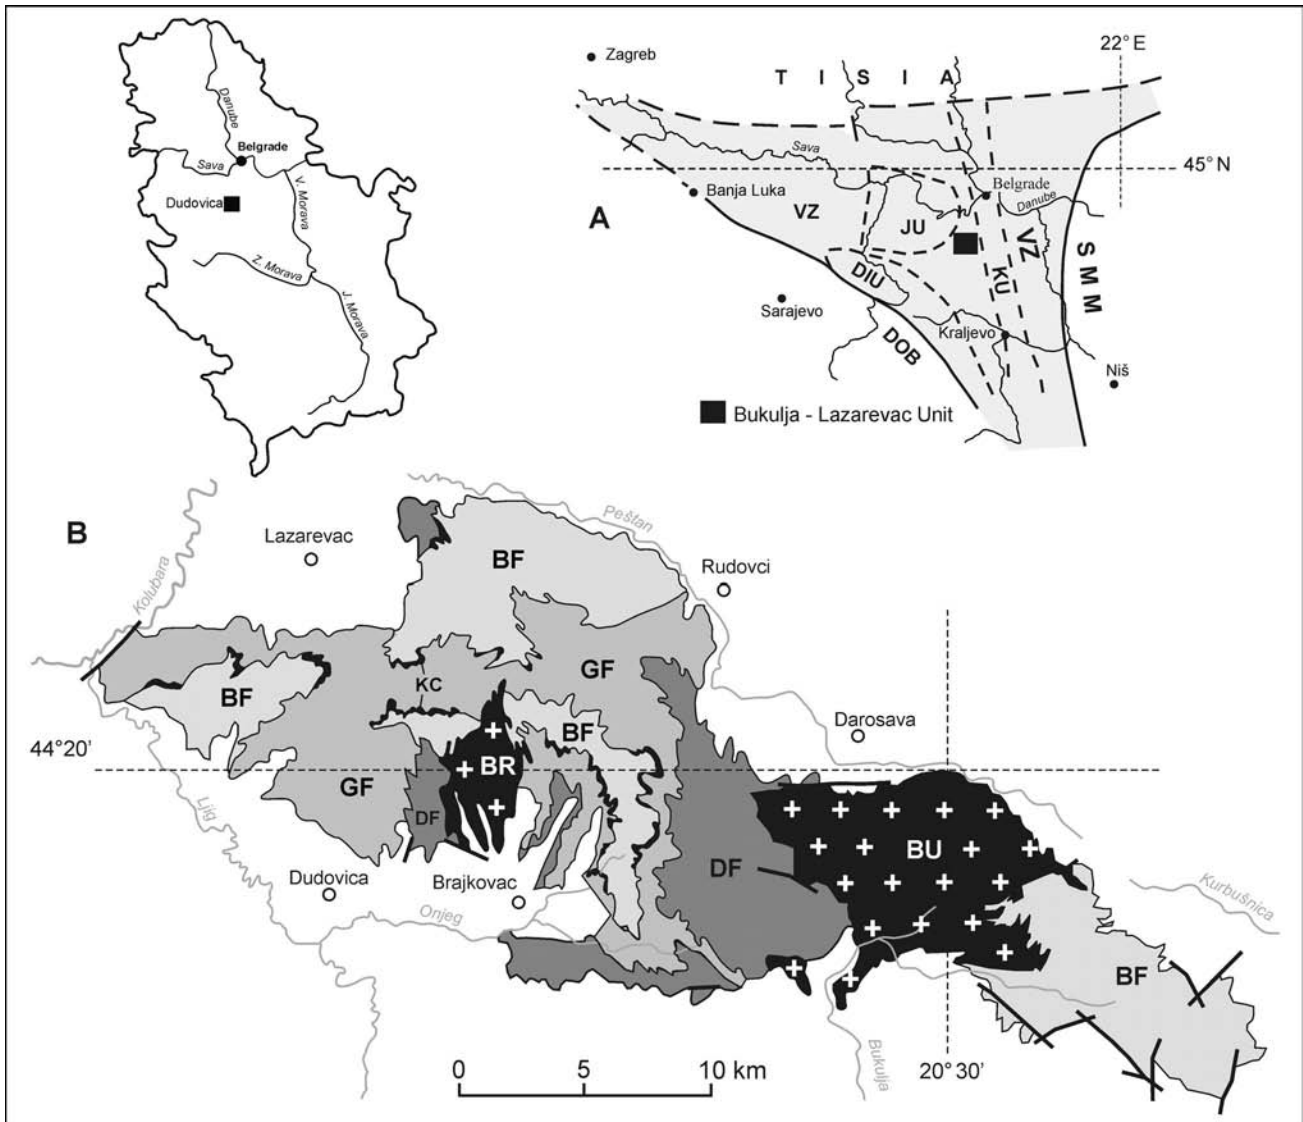 Danube
Belgrade
Sava
Dudovica
V. Morava
Z. Morava
J. Morava
22° E
Zagreb
T I S I A
Sava
45° N
Banja Luka
Belgrade
Danube
A
VZ
JU
VZ
DIU
KU
SMM
Sarajevo
Kraljevo
DOB
Niš
Bukulja - Lazarevac Unit
B
Lazarevac
Peštan
BF
Rudovci
Kolubara
GF
BF
KC
BF
Darosava
44°20'
BR
GF
DF
BU
DF
Ljig
Dudovica
Brajkovac
Kurbušnica
Onjeg
BF
0 5 10 km
Bukulja
20° 30'